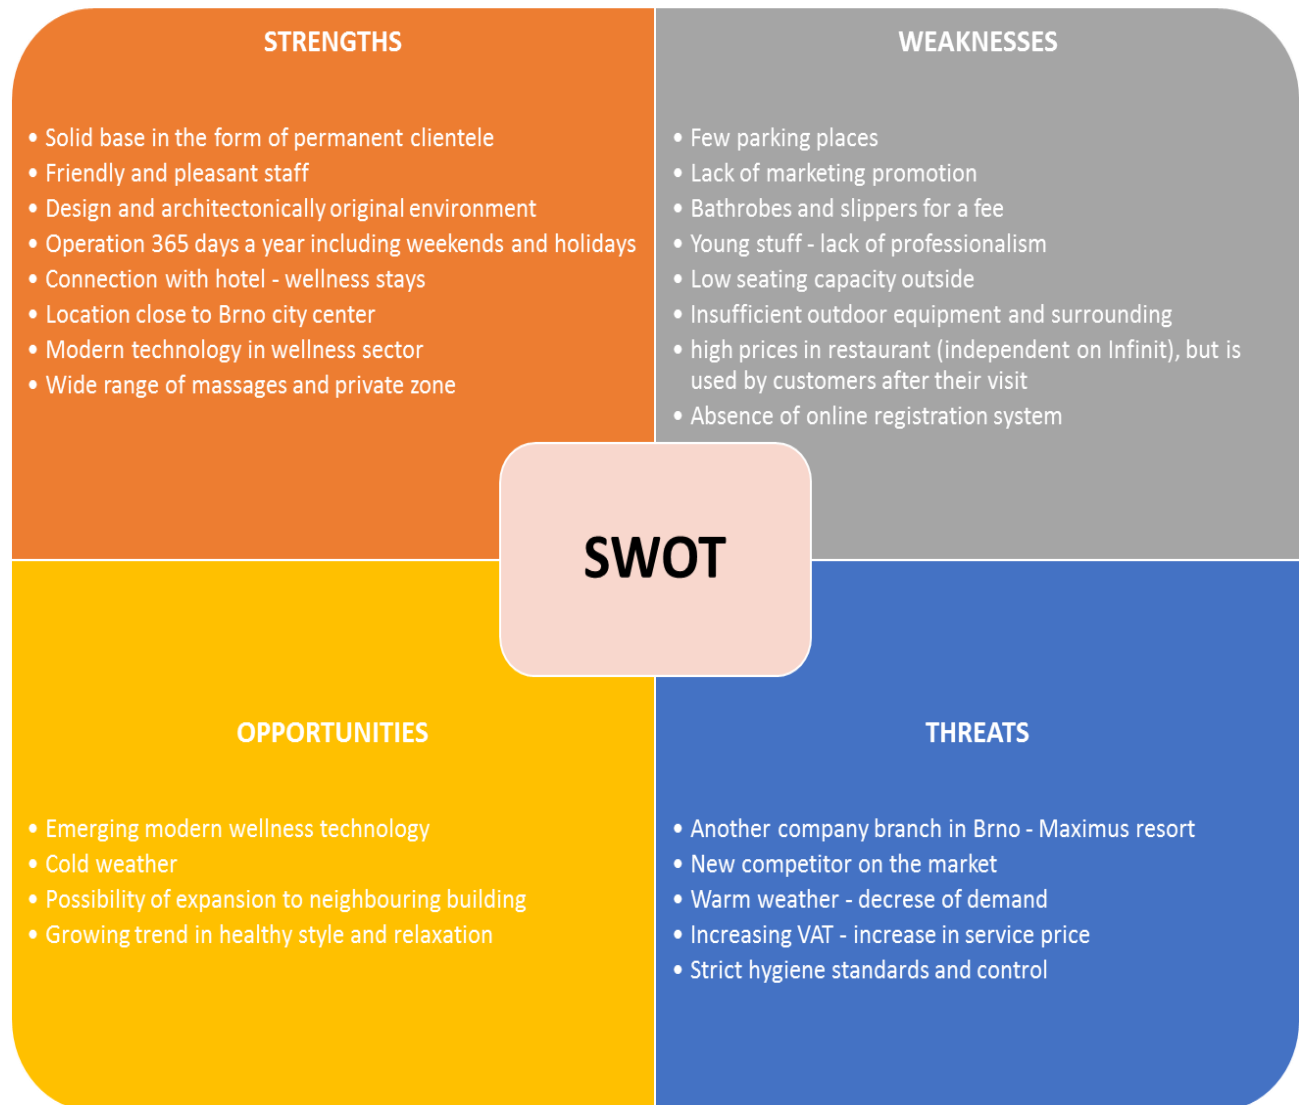 STRENGTHS
• Solid base in the form of permanent clientele
• Friendly and pleasant staff
• Design and architectonically original environment
• Operation 365 days a year including weekends and holidays
• Connection with hotel - wellness stays
• Location close to Brno city center
• Modern technology in wellness sector
• Wide range of massages and private zone
WEAKNESSES
• Few parking places
• Lack of marketing promotion
• Bathrobes and slippers for a fee
• Young stuff - lack of professionalism
• Low seating capacity outside
• Insufficient outdoor equipment and surrounding
• high prices in restaurant (independent on Infinit), but is
used by customers after their visit
• Absence of online registration system
SWOT
OPPORTUNITIES
• Emerging modern wellness technology
• Cold weather
• Possibility of expansion to neighbouring building
• Growing trend in healthy style and relaxation
THREATS
• Another company branch in Brno - Maximus resort
• New competitor on the market
• Warm weather - decrese of demand
• Increasing VAT - increase in service price
• Strict hygiene standards and control